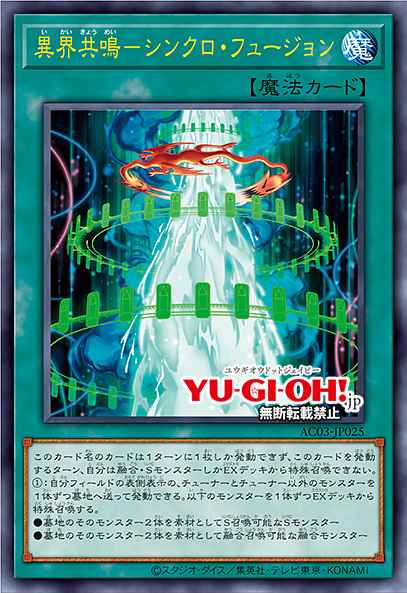 異界共鳴－シンクロ・フュージョン
魔
【魔法カード】
ユウギオウドットジェイピー
YU-GI-OH!.jp
無断転載禁止
AC03-JP025
このカード名のカードは１ターンに１枚しか発動できず、このカードを発動
するターン、自分は融合・SモンスターしかEXデッキから特殊召喚できない。
①：自分フィールドの表側表示の、チューナーとチューナー以外のモンスターを
１体ずつ墓地へ送って発動できる。以下のモンスターを１体ずつEXデッキから
特殊召喚する。
●墓地のそのモンスター２体を素材としてS召喚可能なSモンスター
●墓地のそのモンスター２体を素材として融合召喚可能な融合モンスター
©スタジオ・ダイス／集英社・テレビ東京・KONAMI